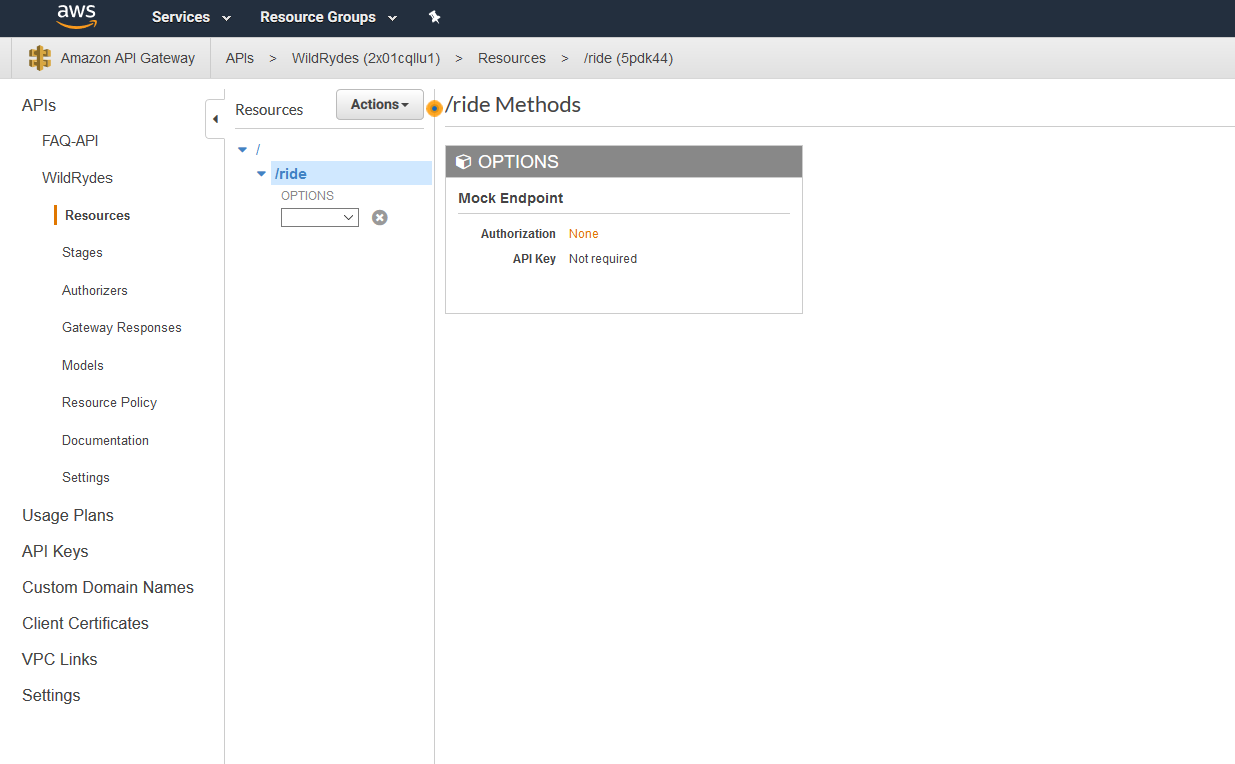 aws
Services
Resource Groups
Amazon API Gateway
APIs > WildRydes (2x01cqllu1) > Resources > /ride (5pdk44)
APIs
FAQ-API
WildRydes
Resources
Stages
Authorizers
Gateway Responses
Models
Resource Policy
Documentation
Settings
Usage Plans
API Keys
Custom Domain Names
Client Certificates
VPC Links
Settings
Resources
Actions
/
/ride
OPTIONS
/ride Methods
OPTIONS
Mock Endpoint
Authorization None
API Key Not required